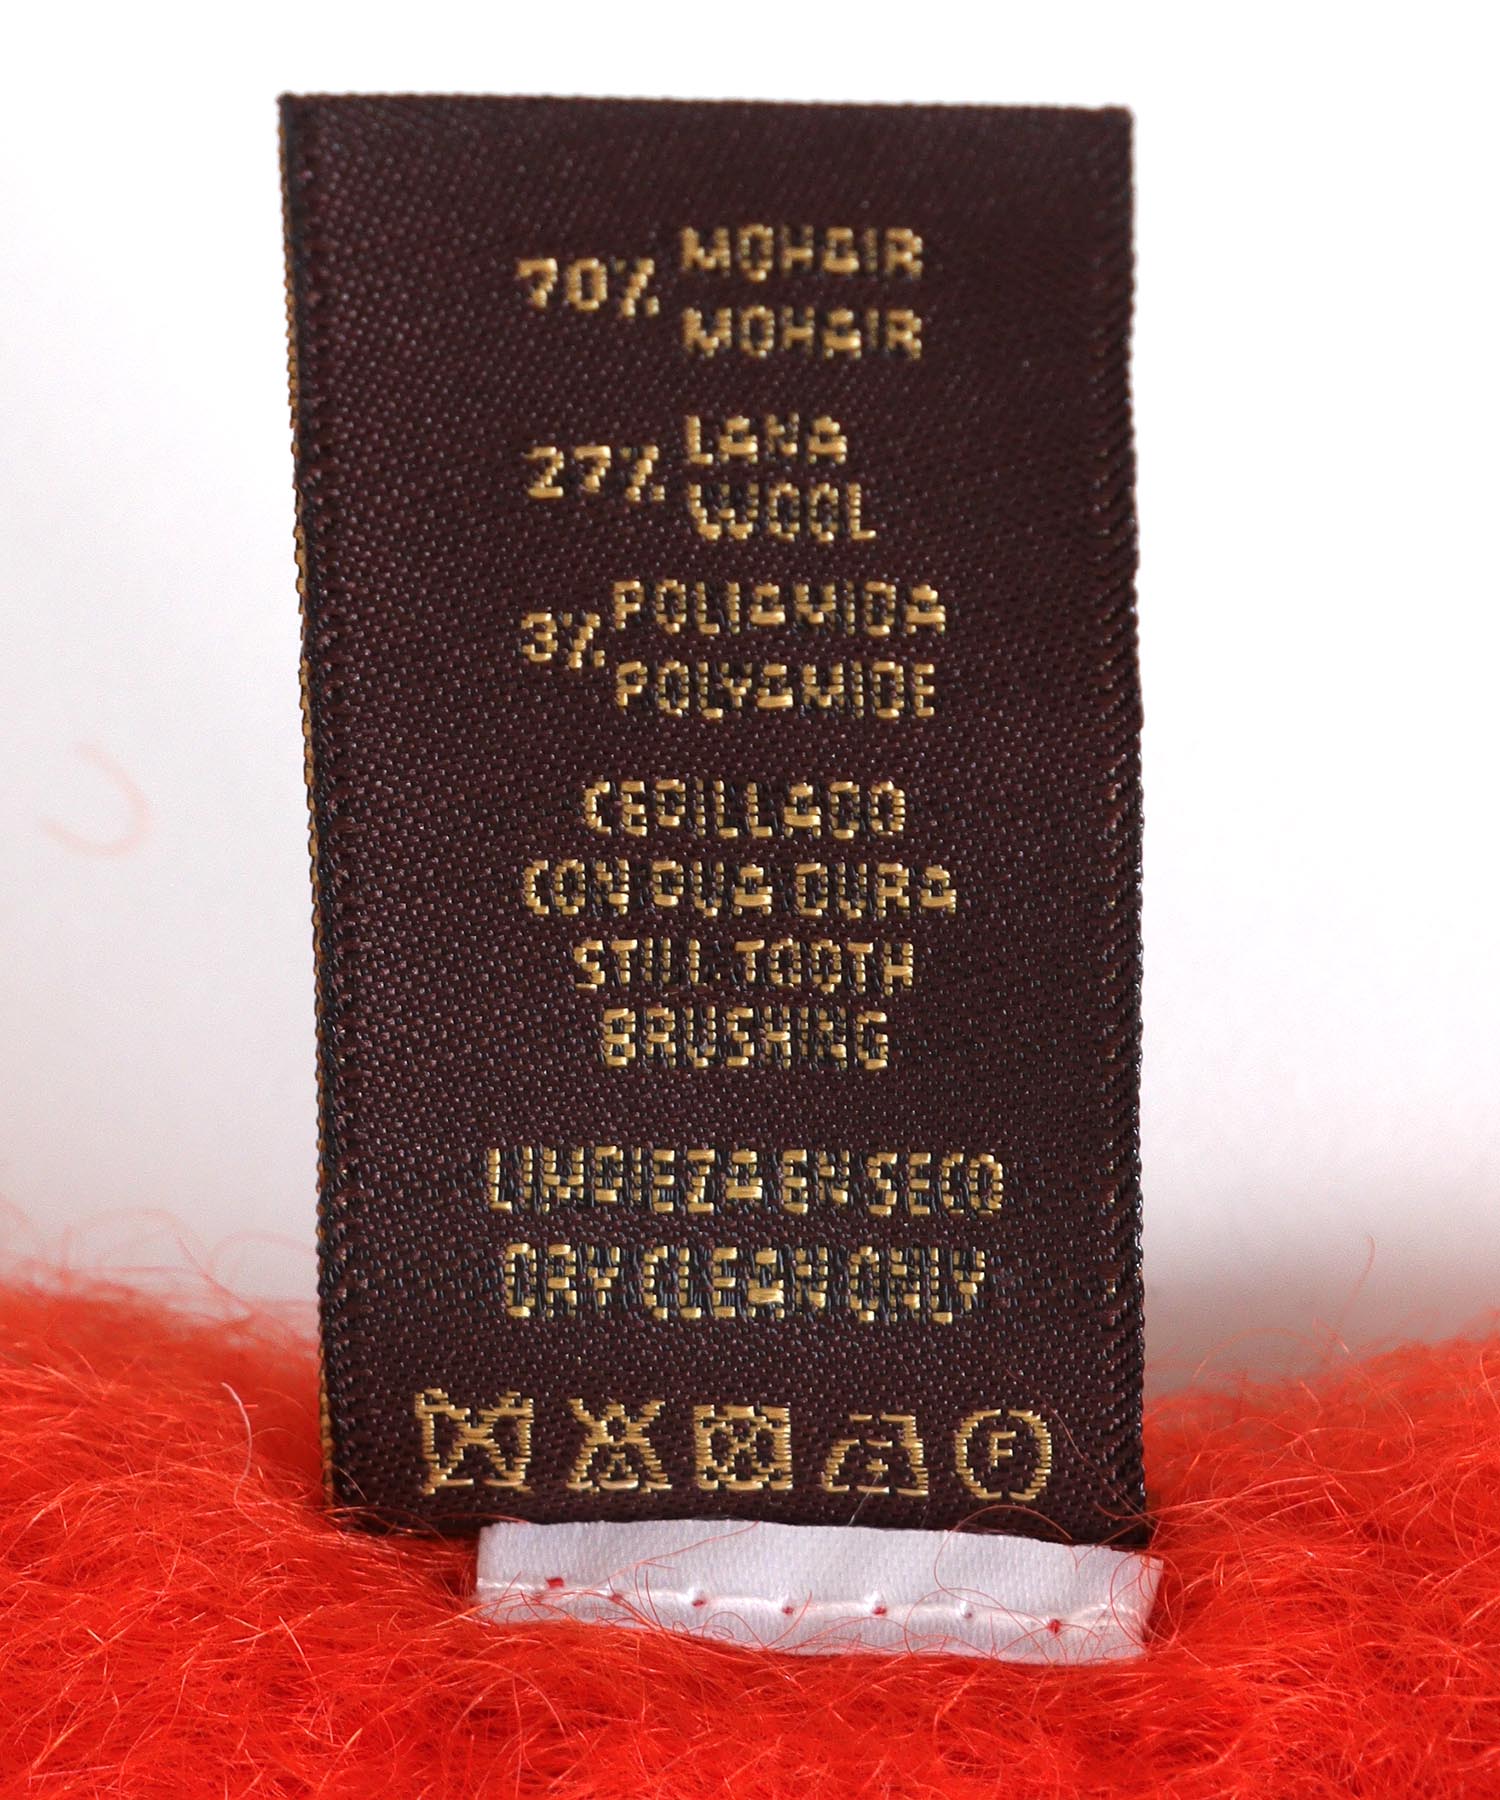 70% MOHAIR
MOHAIR
27% LANA
WOOL
3% POLIAMIDA
POLYAMIDE
CEPILLADO
CON PUA DURA
STILL TOOTH
BRUSHING
LIMPIEZA EN SECO
DRY CLEAN ONLY
F